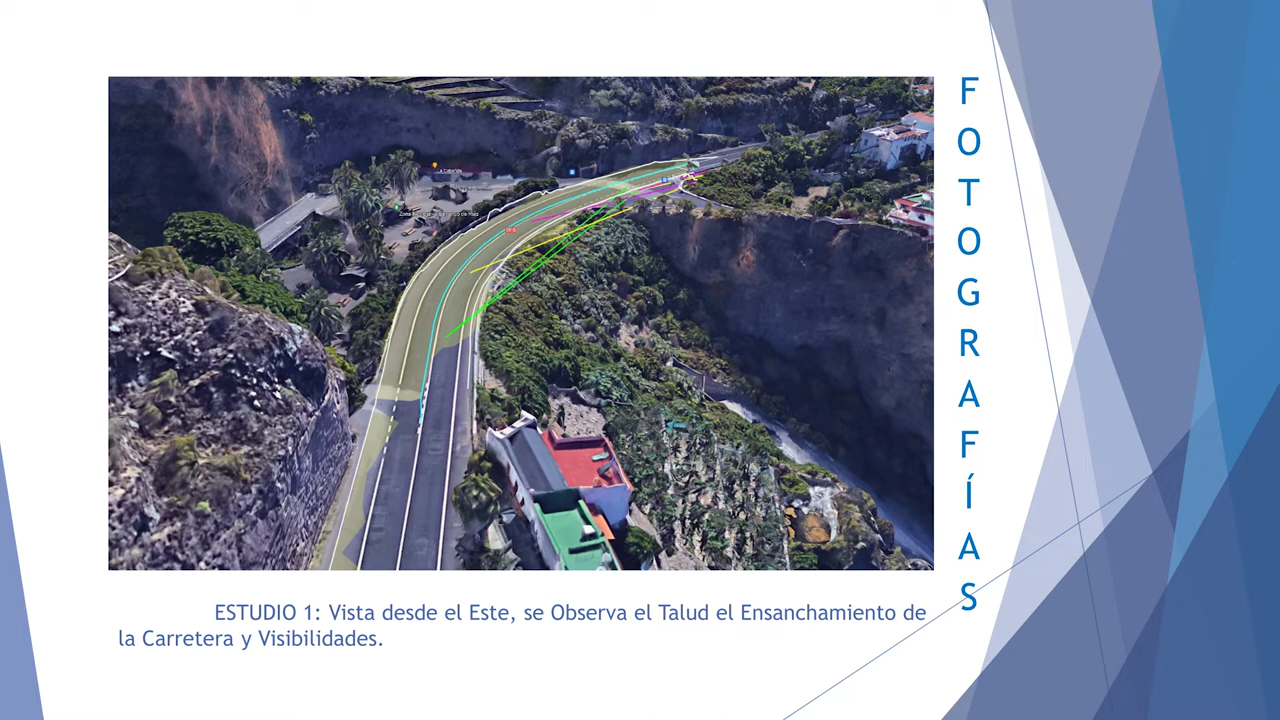 FOTOGRAFÍAS
ESTUDIO 1: Vista desde el Este, se Observa el Talud el Ensanchamiento de
la Carretera y Visibilidades.